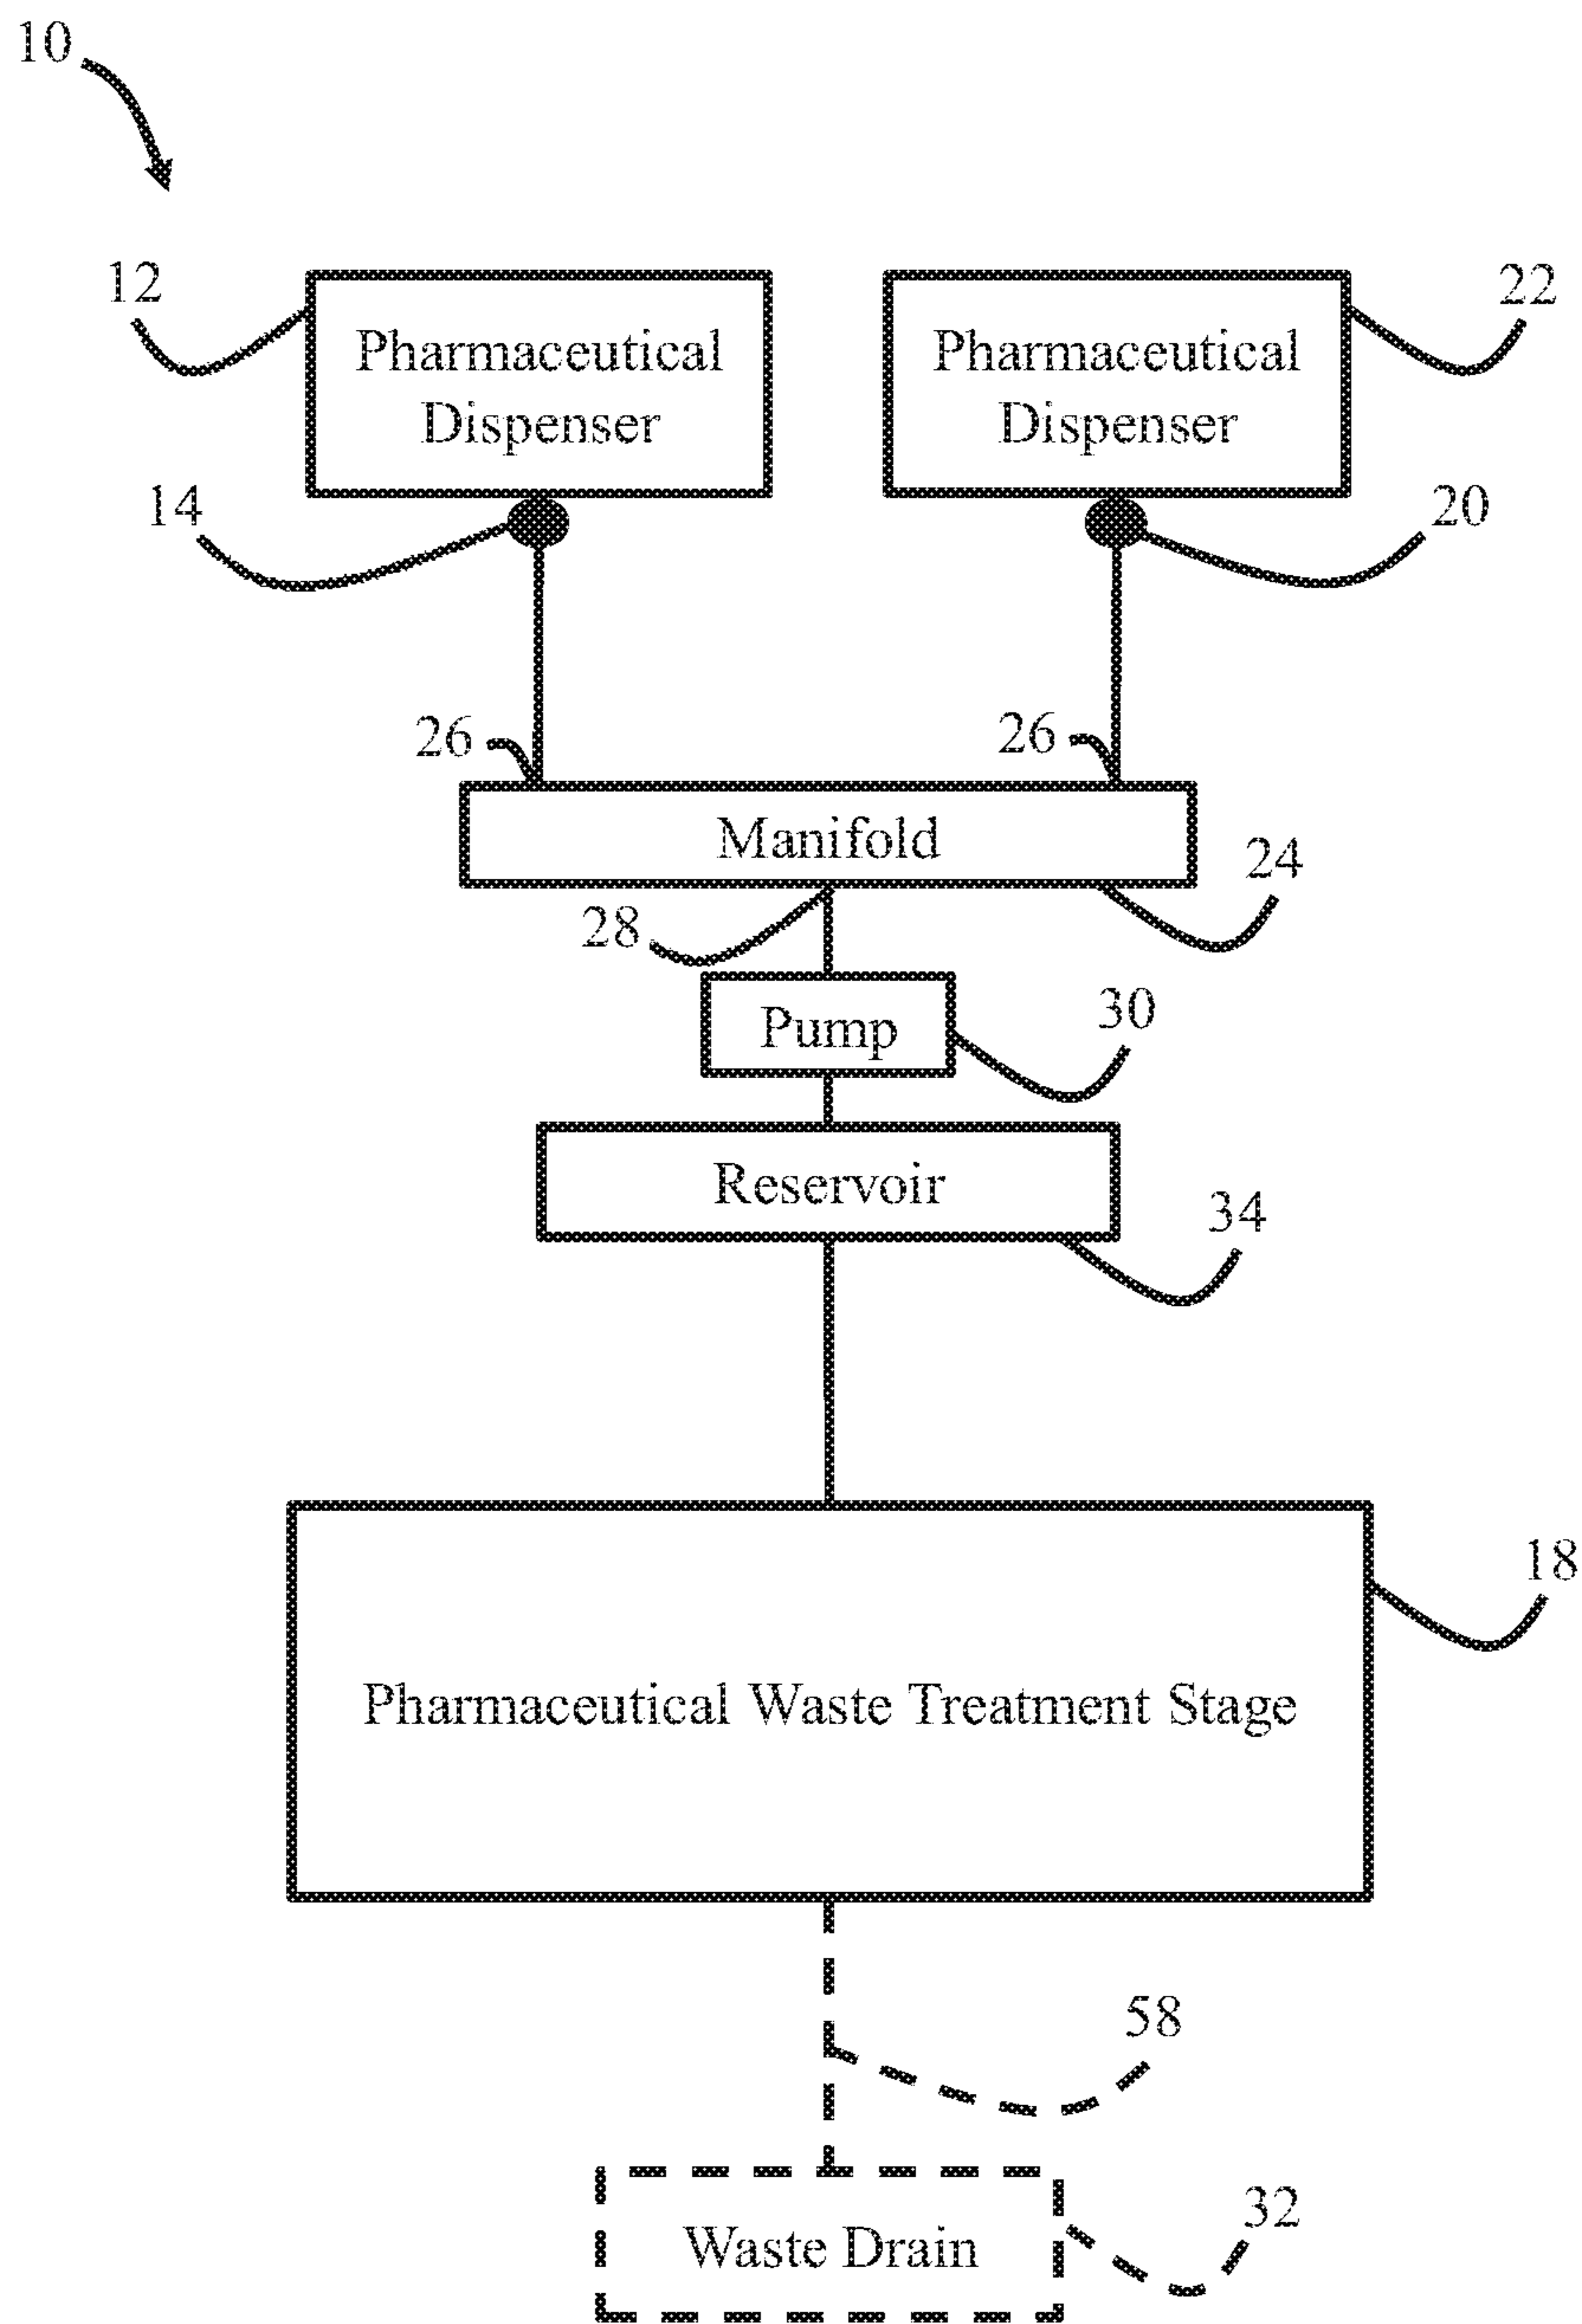 10
12
Pharmaceutical
Dispenser
Pharmaceutical
Dispenser
22
14
20
26
26
Manifold
24
28
Pump
30
Reservoir
34
18
Pharmaceutical Waste Treatment Stage
58
32
Waste Drain